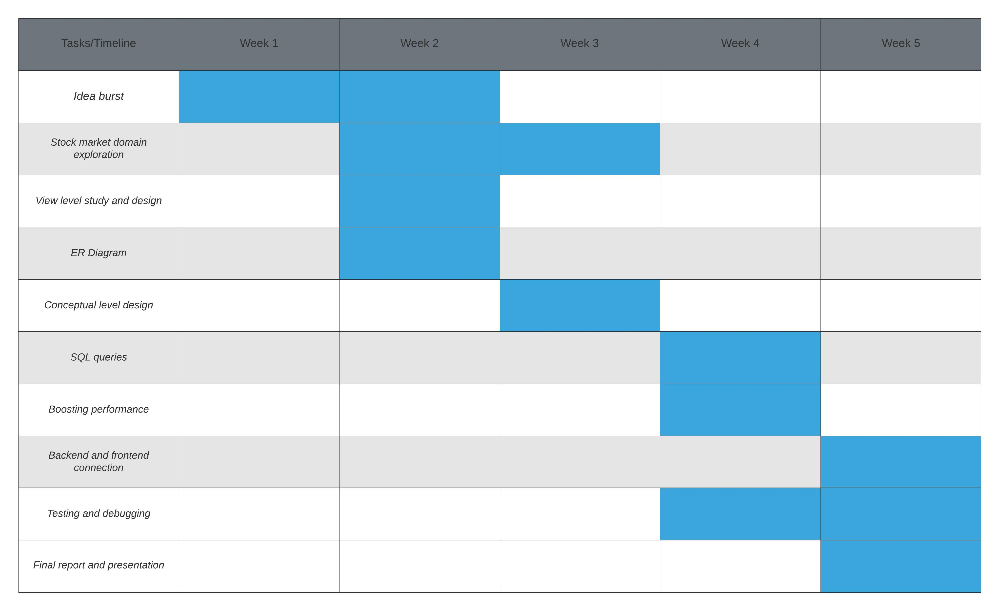 Tasks/Timeline
Week 1
Week 2
Week 3
Week 4
Week 5
Idea burst
Stock market domain
exploration
View level study and design
ER Diagram
Conceptual level design
SQL queries
Boosting performance
Backend and frontend
connection
Testing and debugging
Final report and presentation